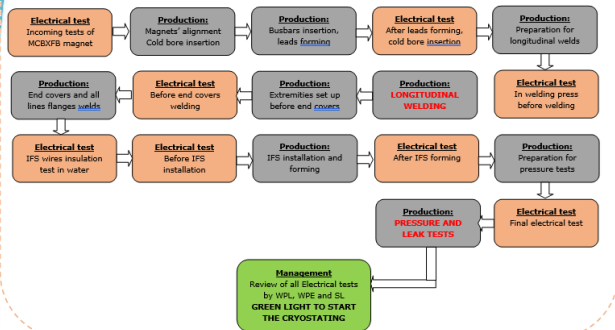 Electrical test
Incoming tests of
MCBXFB magnet
Production:
Magnets' alignment
Cold bore insertion
Production:
Busbars insertion,
leads forming
Electrical test
After leads forming,
cold bore insertion
Production:
Preparation for
longitudinal welds
Electrical test
In welding press
before welding
Production:
LONGITUDINAL
WELDING
Production:
Extremities set up
before end covers
Electrical test
Before end covers
welding
Production:
End covers and all
lines flanges welds
Electrical test
IFS wires insulation
test in water
Electrical test
Before IFS
installation
Production:
IFS installation and
forming
Electrical test
After IFS forming
Production:
Preparation for
pressure tests
Electrical test
Final electrical test
Production:
PRESSURE AND
LEAK TESTS
Management
Review of all Electrical tests
by WPL, WPE and SL
GREEN LIGHT TO START
THE CRYOSTATING